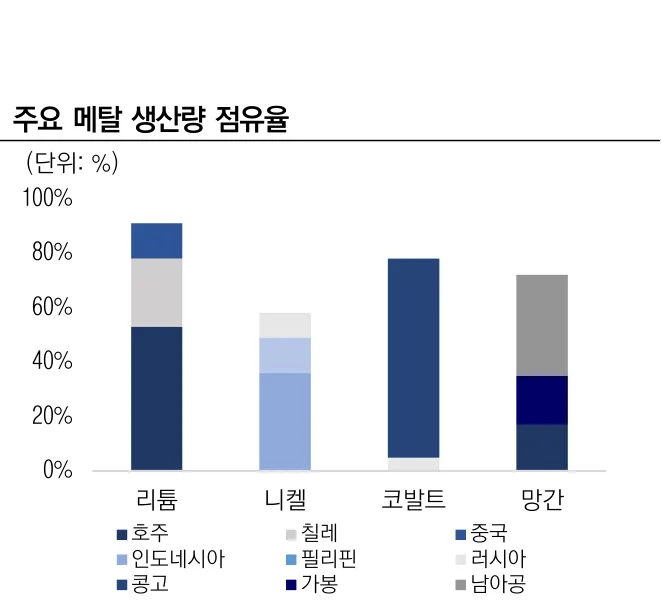 주요 메탈 생산량 점유율
(단위: %)
100%
80%
60%
40%
20%
0%
리튬 니켈 코발트 망간
호주 칠레 중국
인도네시아 필리핀 러시아
콩고 가봉 남아공